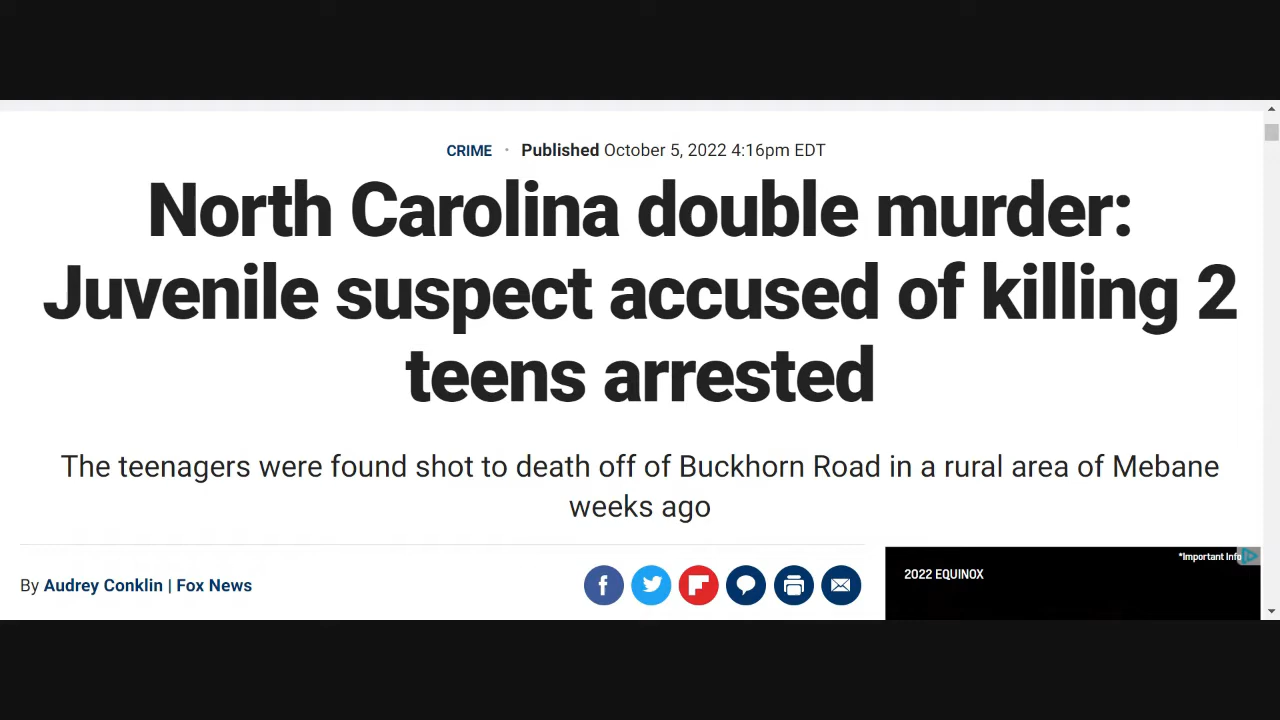 CRIME · Published October 5, 2022 4:16pm EDT
North Carolina double murder:
Juvenile suspect accused of killing 2
teens arrested
The teenagers were found shot to death off of Buckhorn Road in a rural area of Mebane
weeks ago
By Audrey Conklin | Fox News
*Important Info
2022 EQUINOX